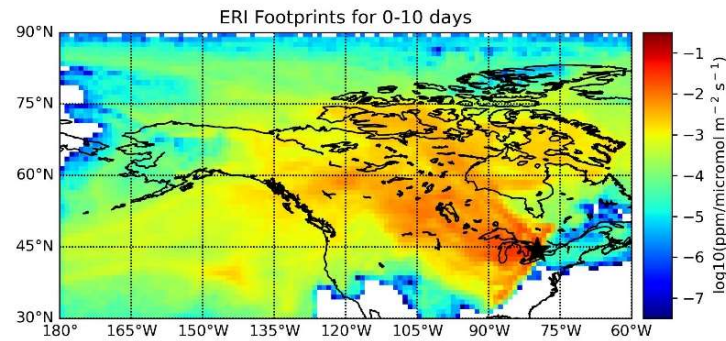 ERI Footprints for 0-10 days
90°N
75°N
60°N
45°N
30°N
180°
165°W
150°W
135°W
120°W
105°W
90°W
75°W
60°W
−1
−2
−3
−4
−5
−6
−7
log10(ppm/micromol m⁻² s⁻¹)